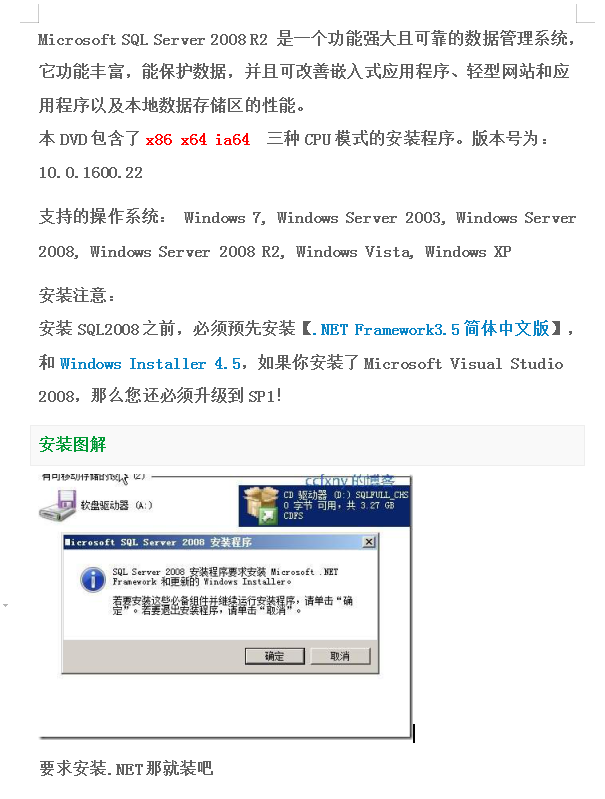 Microsoft SQL Server 2008 R2 是一个功能强大且可靠的数据管理系统，
它功能丰富，能保护数据，并且可改善嵌入式应用程序、轻型网站和应
用程序以及本地数据存储区的性能。
本 DVD 包含了 x86 x64 ia64 三种 CPU 模式的安装程序。版本号为：
10.0.1600.22
支持的操作系统： Windows 7, Windows Server 2003, Windows Server
2008, Windows Server 2008 R2, Windows Vista, Windows XP
安装注意：
安装 SQL2008 之前，必须预先安装【.NET Framework3.5 简体中文版】，
和 Windows Installer 4.5，如果你安装了 Microsoft Visual Studio
2008，那么您还必须升级到 SP1！
安装图解
有可移动存储的设备 (2)
ccfxny 的博客
软盘驱动器 (A:)
CD 驱动器 (D:) SQLFULL_CHS
0 字节 可用，共 3.27 GB
CDFS
Microsoft SQL Server 2008 安装程序
SQL Server 2008 安装程序要求安装 Microsoft .NET
Framework 和更新的 Windows Installer。
若要安装这些必备组件并继续运行安装程序，请单击“确
定”。若要退出安装程序，请单击“取消”。
确定
取消
要求安装.NET 那就装吧